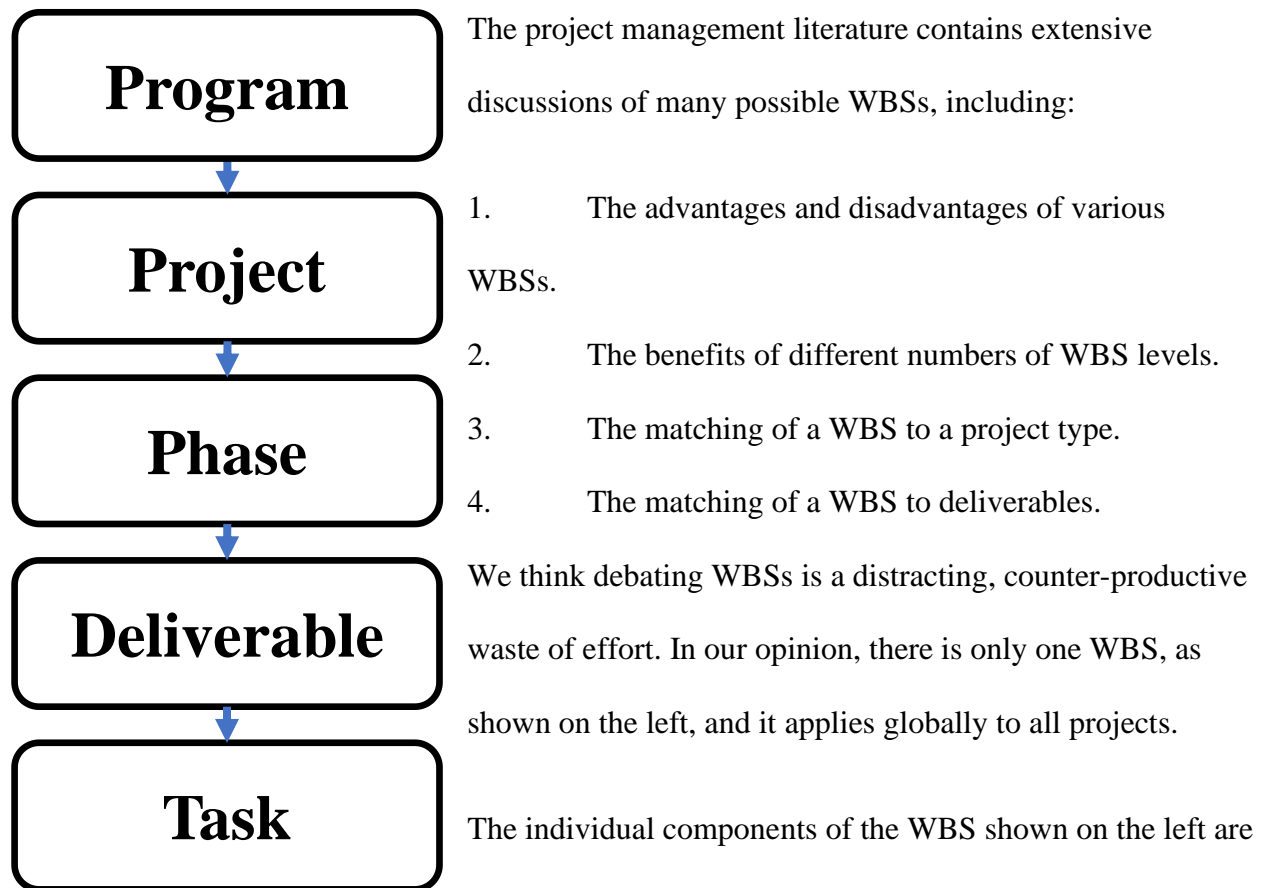 Program
Project
Phase
Deliverable
Task
The project management literature contains extensive
discussions of many possible WBSs, including:
1. The advantages and disadvantages of various
WBSs.
2. The benefits of different numbers of WBS levels.
3. The matching of a WBS to a project type.
4. The matching of a WBS to deliverables.
We think debating WBSs is a distracting, counter-productive
waste of effort. In our opinion, there is only one WBS, as
shown on the left, and it applies globally to all projects.
The individual components of the WBS shown on the left are